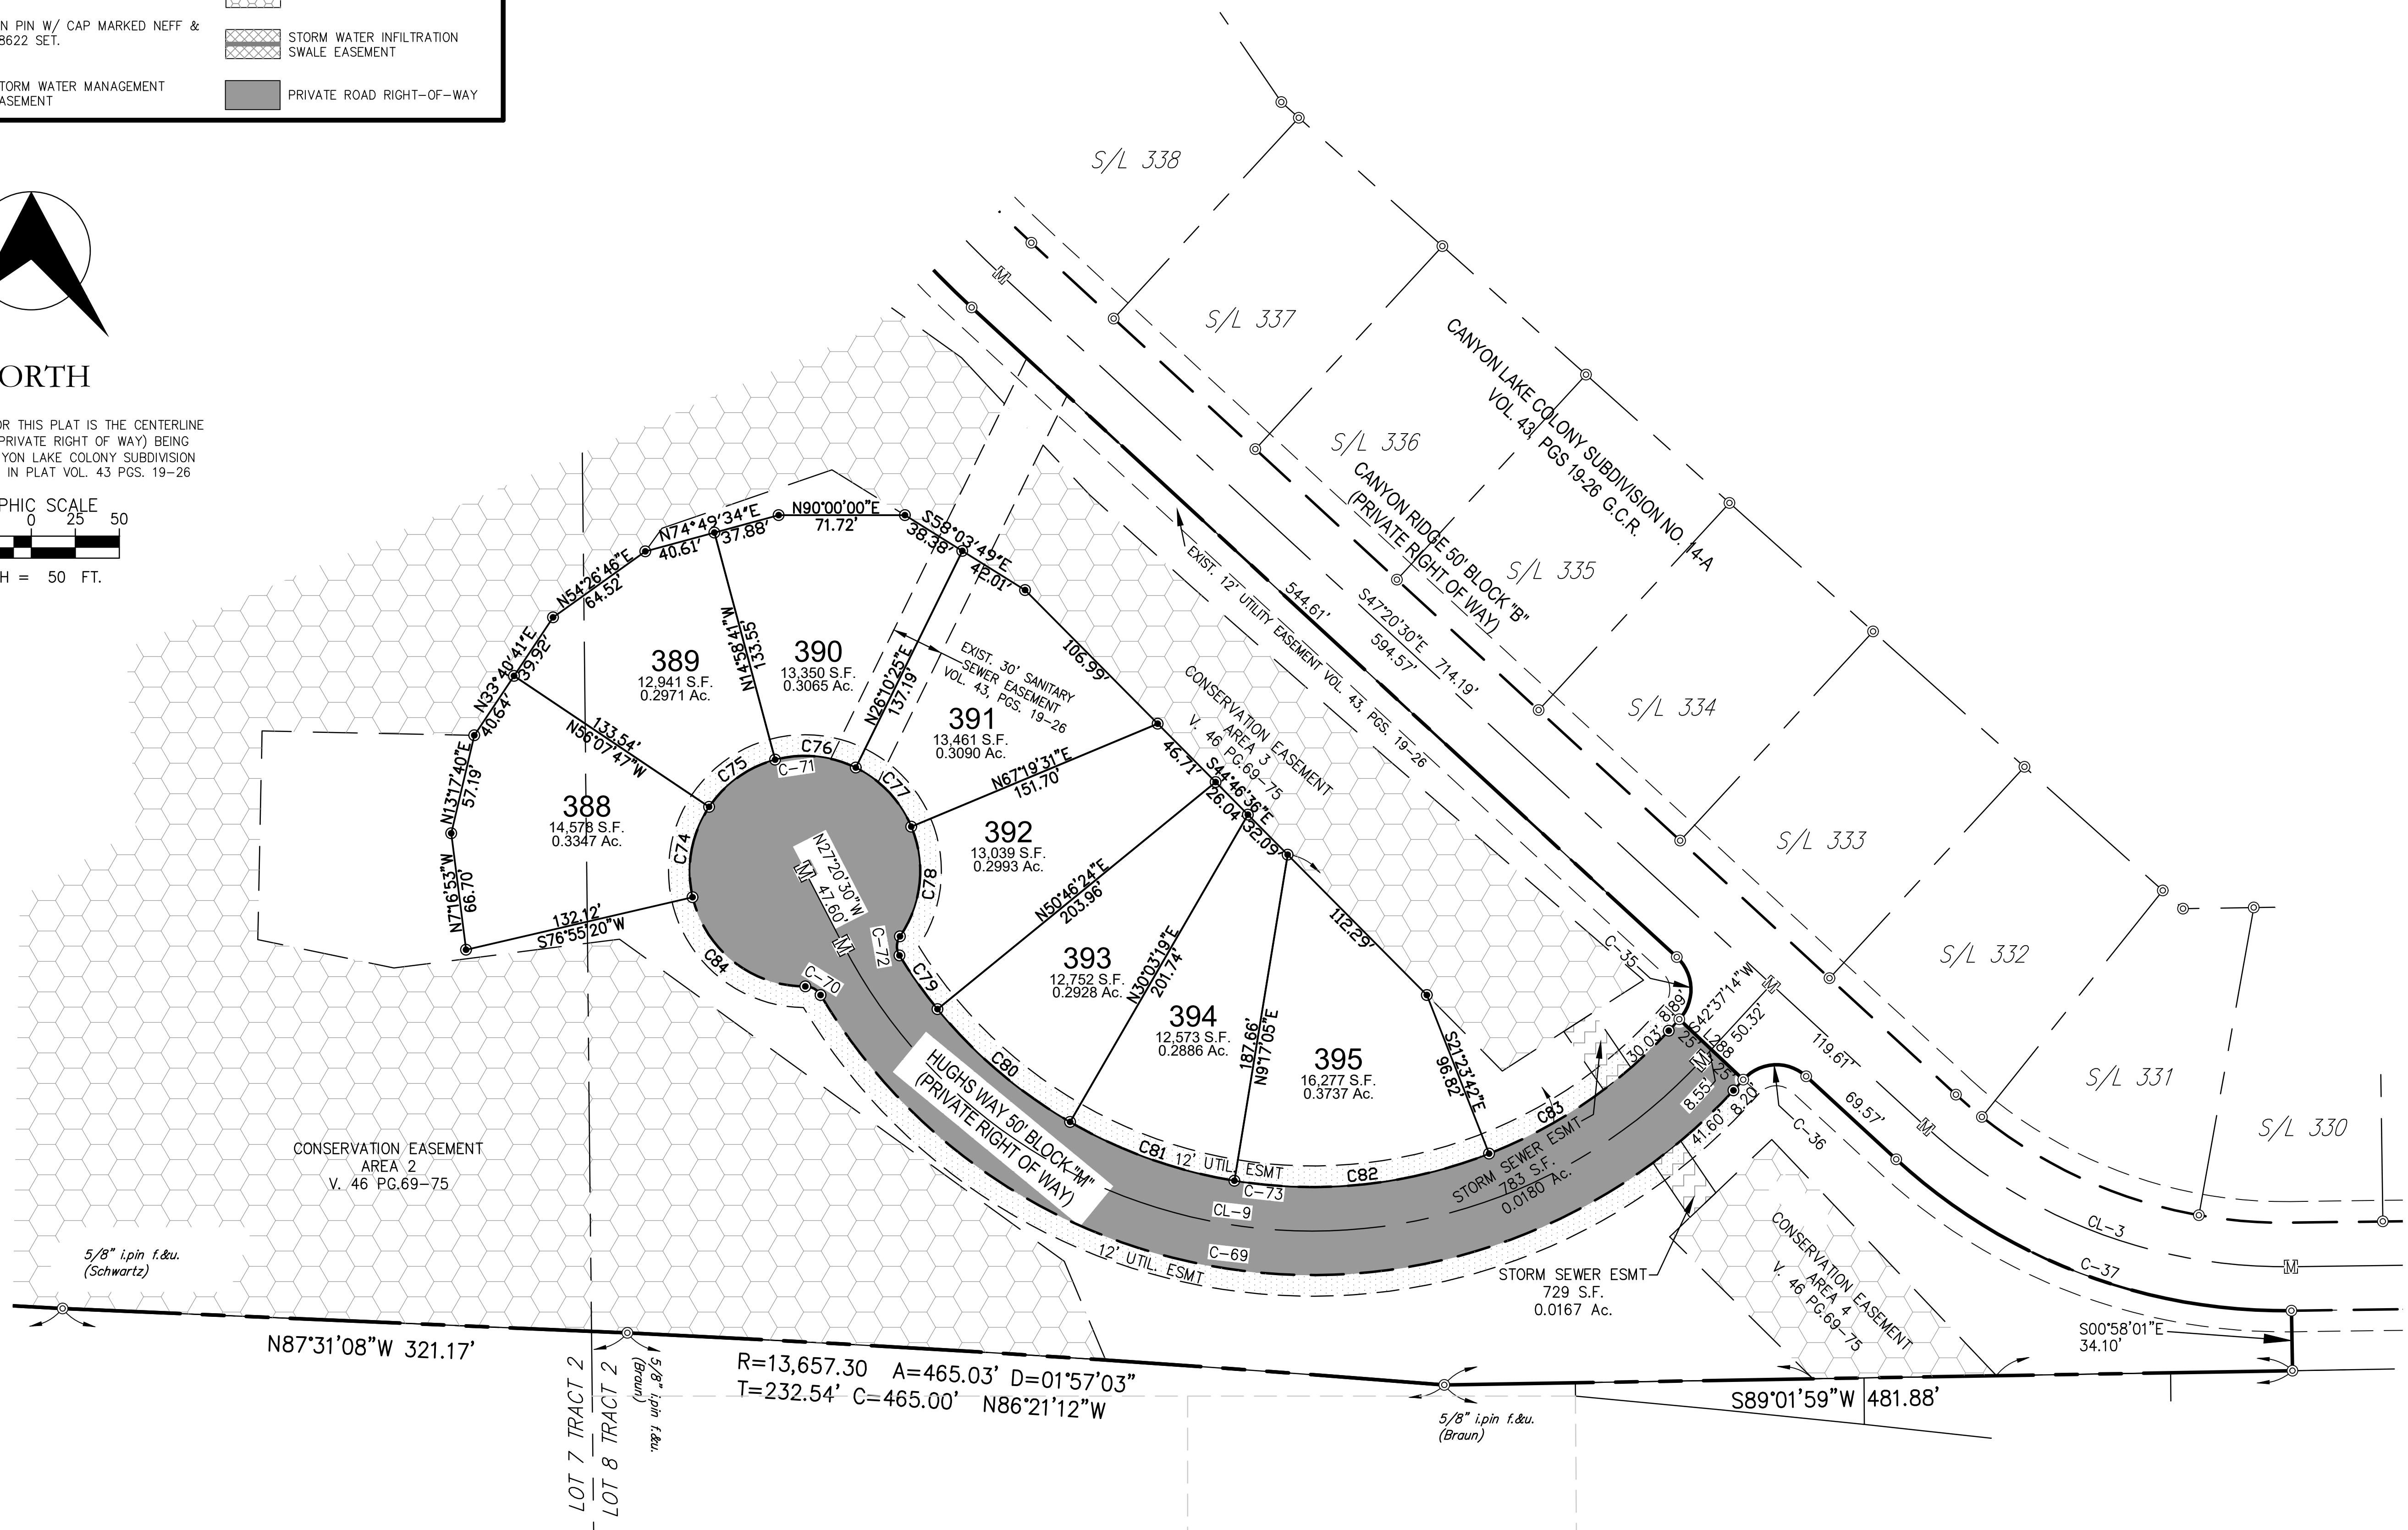 N PIN W/ CAP MARKED NEFF &
8622 SET.
TORM WATER MANAGEMENT
ASEMENT
STORM WATER INFILTRATION
SWALE EASEMENT
PRIVATE ROAD RIGHT-OF-WAY
ORTH
OR THIS PLAT IS THE CENTERLINE
PRIVATE RIGHT OF WAY) BEING
YON LAKE COLONY SUBDIVISION
IN PLAT VOL. 43 PGS. 19-26
PHIC SCALE
0 25 50
H = 50 FT.
S/L 338
S/L 337
S/L 336
S/L 335
S/L 334
S/L 333
S/L 332
S/L 331
S/L 330
CANYON LAKE COLONY SUBDIVISION NO. 14-A
VOL. 43, PGS 19-26 G.C.R.
CANYON RIDGE 50' BLOCK "B"
(PRIVATE RIGHT OF WAY)
EXIST. 12' UTILITY EASEMENT VOL. 43, PGS. 19-26
544.61'
S47°20'30"E 714.19'
594.57'
M
N33°40'41"E
40.64'
39.92'
N54°26'46"E
64.52'
N74°49'34"E
40.61'
37.88'
N90°00'00"E
71.72'
S58°03'49"E
38.38'
42.01'
106.99'
46.71'
S44°46'36"E
26.04'
32.09'
112.29'
S21°23'42"E
96.82'
N13°17'40"E
57.19'
N7°16'53"W
66.70'
132.12'
S76°55'20"W
133.54'
N56°07'47"W
N14°58'41"W
133.55'
N26°10'25"E
137.19'
N67°19'31"E
151.70'
N50°46'24"E
203.96'
N30°03'19"E
201.74'
187.66'
N9°17'05"E
388
14,578 S.F.
0.3347 Ac.
389
12,941 S.F.
0.2971 Ac.
390
13,350 S.F.
0.3065 Ac.
391
13,461 S.F.
0.3090 Ac.
392
13,039 S.F.
0.2993 Ac.
393
12,752 S.F.
0.2928 Ac.
394
12,573 S.F.
0.2886 Ac.
395
16,277 S.F.
0.3737 Ac.
EXIST. 30' SANITARY
SEWER EASEMENT
VOL. 43, PGS. 19-26
CONSERVATION EASEMENT
AREA 3
V. 46 PG.69-75
C74
C75
C76
C-71
C77
C78
C-72
C79
C80
C81
12' UTIL. ESMT
C-73
C82
C83
C84
C-70
N27°20'30"W
47.60'
M
M
HUGHS WAY 50' BLOCK "M"
(PRIVATE RIGHT OF WAY)
CL-9
C-69
12' UTIL. ESMT
STORM SEWER ESMT
783 S.F.
0.0180 Ac.
STORM SEWER ESMT
729 S.F.
0.0167 Ac.
C-35
8.89'
30.03'
S42°37'14"W
50.32'
25'
L288
M
25'
8.55'
8.20'
41.60'
M
119.61'
C-36
69.57'
M
CL-3
M
C-37
S00°58'01"E
34.10'
CONSERVATION EASEMENT
AREA 4
V. 46 PG.69-75
CONSERVATION EASEMENT
AREA 2
V. 46 PG.69-75
5/8" i.pin f.&u.
(Schwartz)
N87°31'08"W 321.17'
LOT 7 TRACT 2
LOT 8 TRACT 2
5/8" i.pin f.&u.
(Braun)
R=13,657.30 A=465.03' D=01°57'03"
T=232.54' C=465.00' N86°21'12"W
5/8" i.pin f.&u.
(Braun)
S89°01'59"W 481.88'